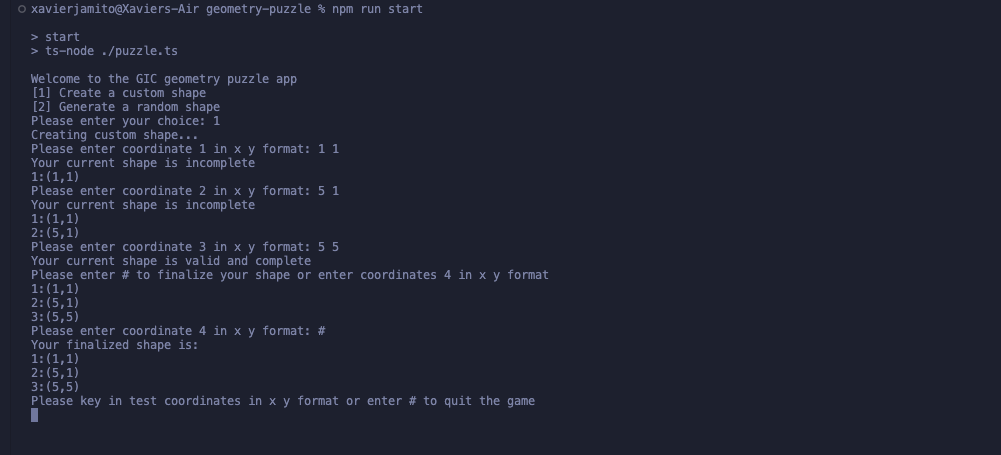 xavierjamito@Xaviers-Air geometry-puzzle % npm run start
> start
> ts-node ./puzzle.ts
Welcome to the GIC geometry puzzle app
[1] Create a custom shape
[2] Generate a random shape
Please enter your choice: 1
Creating custom shape...
Please enter coordinate 1 in x y format: 1 1
Your current shape is incomplete
1:(1,1)
Please enter coordinate 2 in x y format: 5 1
Your current shape is incomplete
1:(1,1)
2:(5,1)
Please enter coordinate 3 in x y format: 5 5
Your current shape is valid and complete
Please enter # to finalize your shape or enter coordinates 4 in x y format
1:(1,1)
2:(5,1)
3:(5,5)
Please enter coordinate 4 in x y format: #
Your finalized shape is:
1:(1,1)
2:(5,1)
3:(5,5)
Please key in test coordinates in x y format or enter # to quit the game